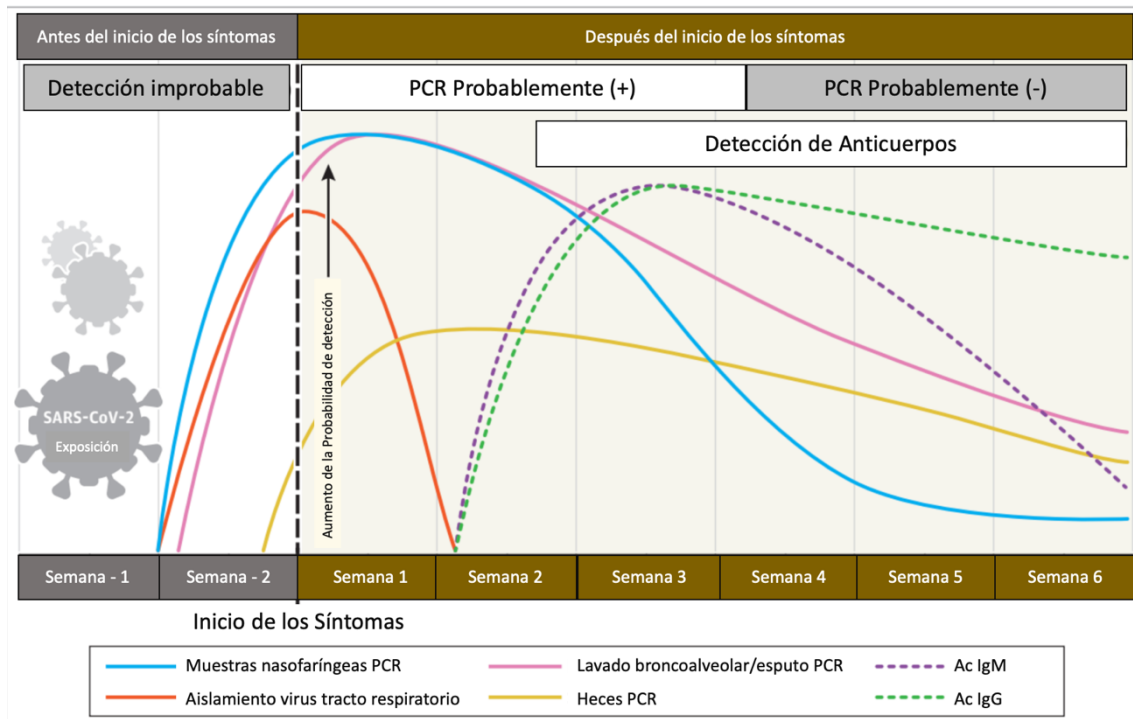 Antes del inicio de los síntomas
Después del inicio de los síntomas
Detección improbable
PCR Probablemente (+)
PCR Probablemente (-)
Detección de Anticuerpos
SARS-CoV-2
Exposición
Aumento de la Probabilidad de detección
Semana - 1
Semana - 2
Semana 1
Semana 2
Semana 3
Semana 4
Semana 5
Semana 6
Inicio de los Síntomas
Muestras nasofaríngeas PCR
Lavado broncoalveolar/esputo PCR
Ac IgM
Aislamiento virus tracto respiratorio
Heces PCR
Ac IgG